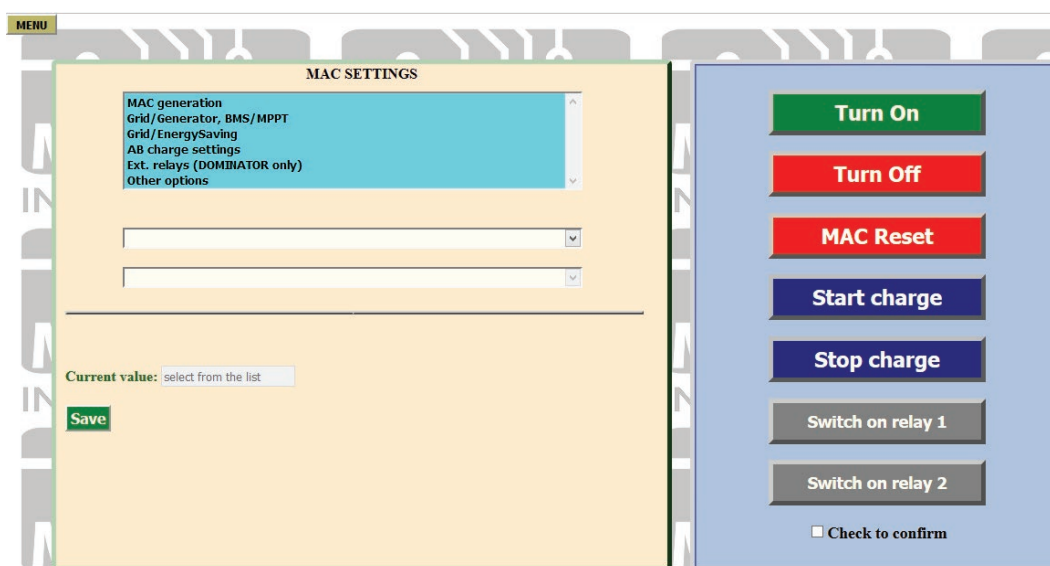 MENU
MAC SETTINGS
MAC generation
Grid/Generator, BMS/MPPT
Grid/EnergySaving
AB charge settings
Ext. relays (DOMINATOR only)
Other options
Current value: select from the list
Save
Turn On
Turn Off
MAC Reset
Start charge
Stop charge
Switch on relay 1
Switch on relay 2
Check to confirm